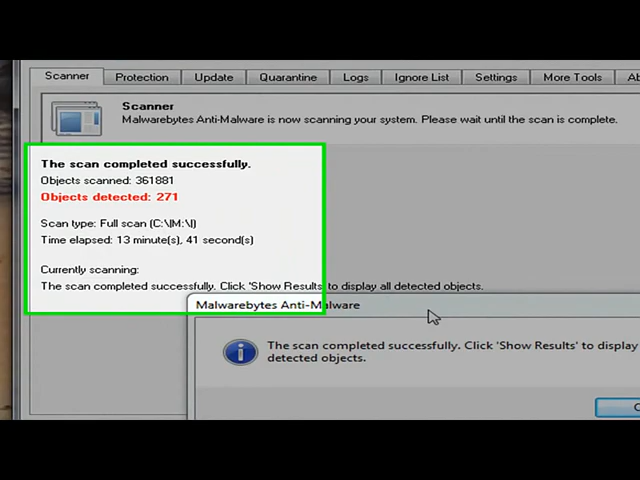 Scanner Protection Update Quarantine Logs Ignore List Settings More Tools
Scanner
Malwarebytes Anti-Malware is now scanning your system. Please wait until the scan is complete.
The scan completed successfully.
Objects scanned: 361881
Objects detected: 271
Scan type: Full scan (C:\|M:\|)
Time elapsed: 13 minute(s), 41 second(s)
Currently scanning:
The scan completed successfully. Click 'Show Results' to display all detected objects.
Malwarebytes Anti-Malware
The scan completed successfully. Click 'Show Results' to display
detected objects.